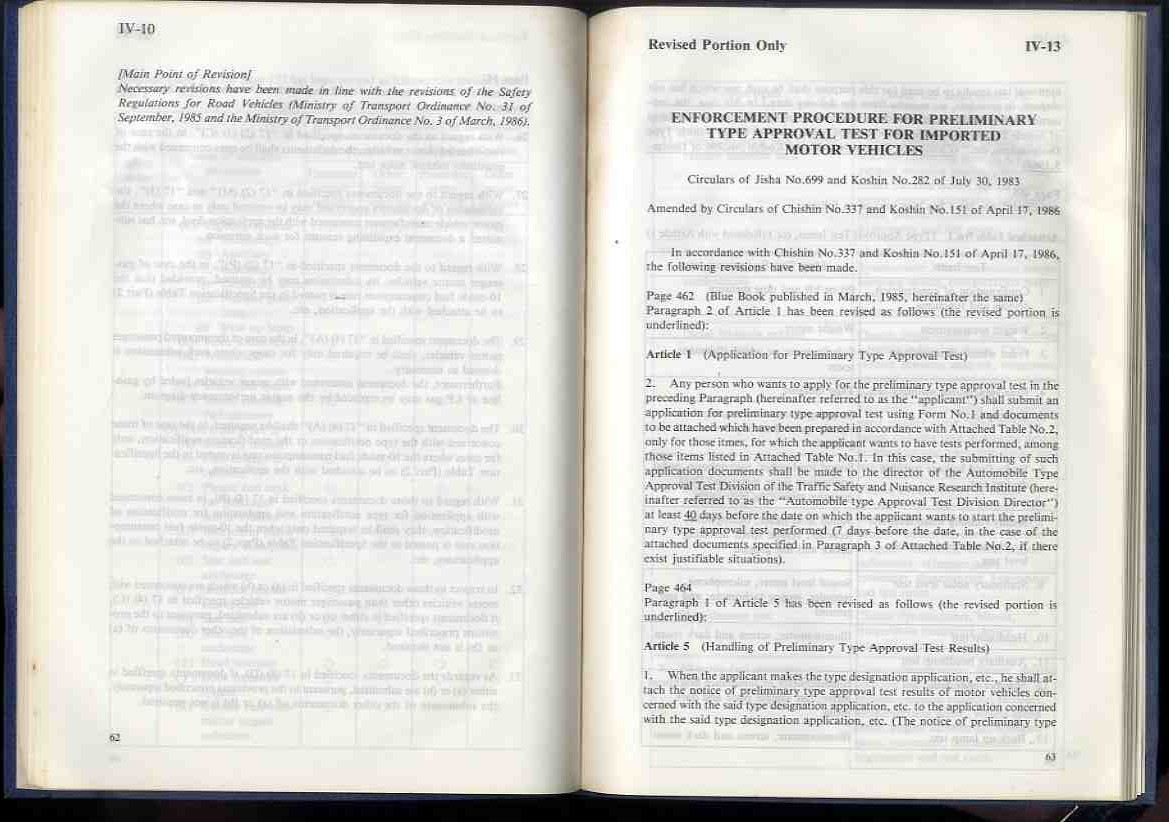 IV-10
[Main Point of Revision]
Necessary revisions have been made in line with the revisions of the Safety
Regulations for Road Vehicles (Ministry of Transport Ordinance No. 31 of
September, 1985 and the Ministry of Transport Ordinance No. 3 of March, 1986).
62
Revised Portion Only IV-13
ENFORCEMENT PROCEDURE FOR PRELIMINARY
TYPE APPROVAL TEST FOR IMPORTED
MOTOR VEHICLES
Circulars of Jisha No.699 and Koshin No.282 of July 30, 1983
Amended by Circulars of Chishin No.337 and Koshin No.151 of April 17, 1986
In accordance with Chishin No.337 and Koshin No.151 of April 17, 1986,
the following revisions have been made.
Page 462 (Blue Book published in March, 1985, hereinafter the same)
Paragraph 2 of Article 1 has been revised as follows (the revised portion is
underlined):
Article 1 (Application for Preliminary Type Approval Test)
2. Any person who wants to apply for the preliminary type approval test in the
preceding Paragraph (hereinafter referred to as the "applicant") shall submit an
application for preliminary type approval test using Form No.1 and documents
to be attached which have been prepared in accordance with Attached Table No.2,
only for those itmes, for which the applicant wants to have tests performed, among
those items listed in Attached Table No.1. In this case, the submitting of such
application documents shall be made to the director of the Automobile Type
Approval Test Division of the Traffic Safety and Nuisance Research Institute (here-
inafter referred to as the "Automobile type Approval Test Division Director")
at least 40 days before the date on which the applicant wants to start the prelimi-
nary type approval test performed (7 days before the date, in the case of the
attached documents specified in Paragraph 3 of Attached Table No.2, if there
exist justifiable situations).
Page 464
Paragraph 1 of Article 5 has been revised as follows (the revised portion is
underlined):
Article 5 (Handling of Preliminary Type Approval Test Results)
1. When the applicant makes the type designation application, etc., he shall at-
tach the notice of preliminary type approval test results of motor vehicles con-
cerned with the said type designation application, etc. to the application concerned
with the said type designation application, etc. (The notice of preliminary type
63